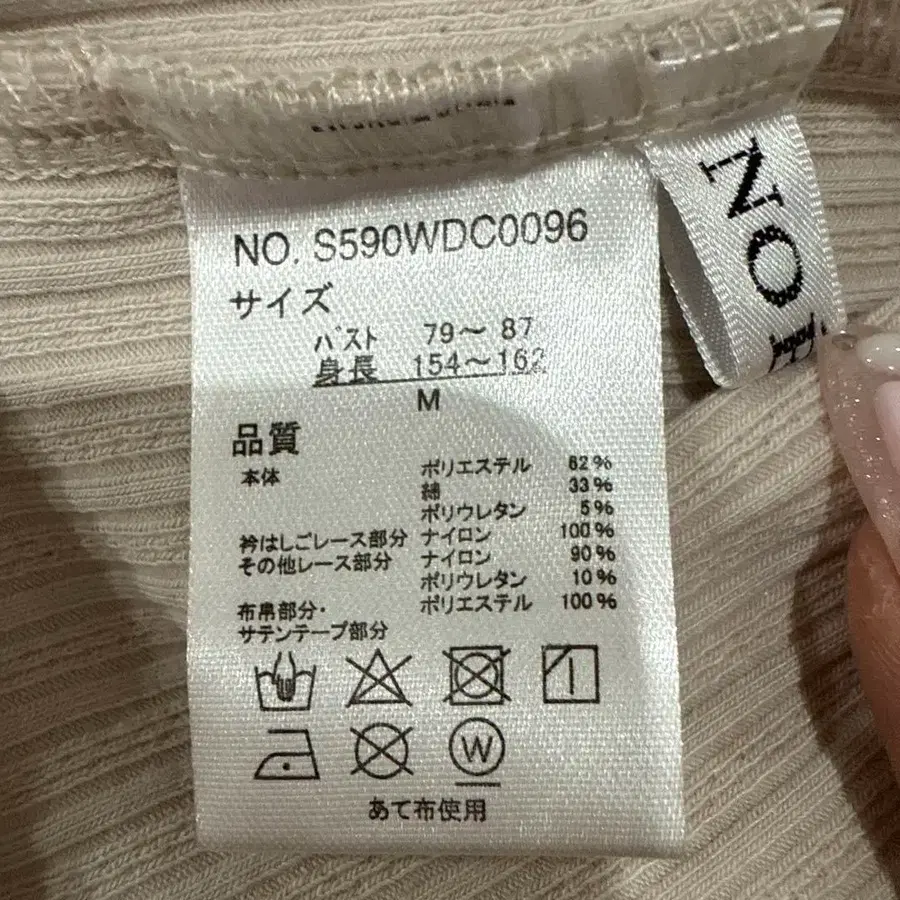 NO. S590WDC0096
サイズ
バスト 79～ 87
身長 154～162
M
品質
本体 ポリエステル 62%
綿 33%
ポリウレタン 5%
衿はしごレース部分 ナイロン 100%
その他レース部分 ナイロン 90%
ポリウレタン 10%
布帛部分・ ポリエステル 100%
サテンテープ部分
W
あて布使用
NO